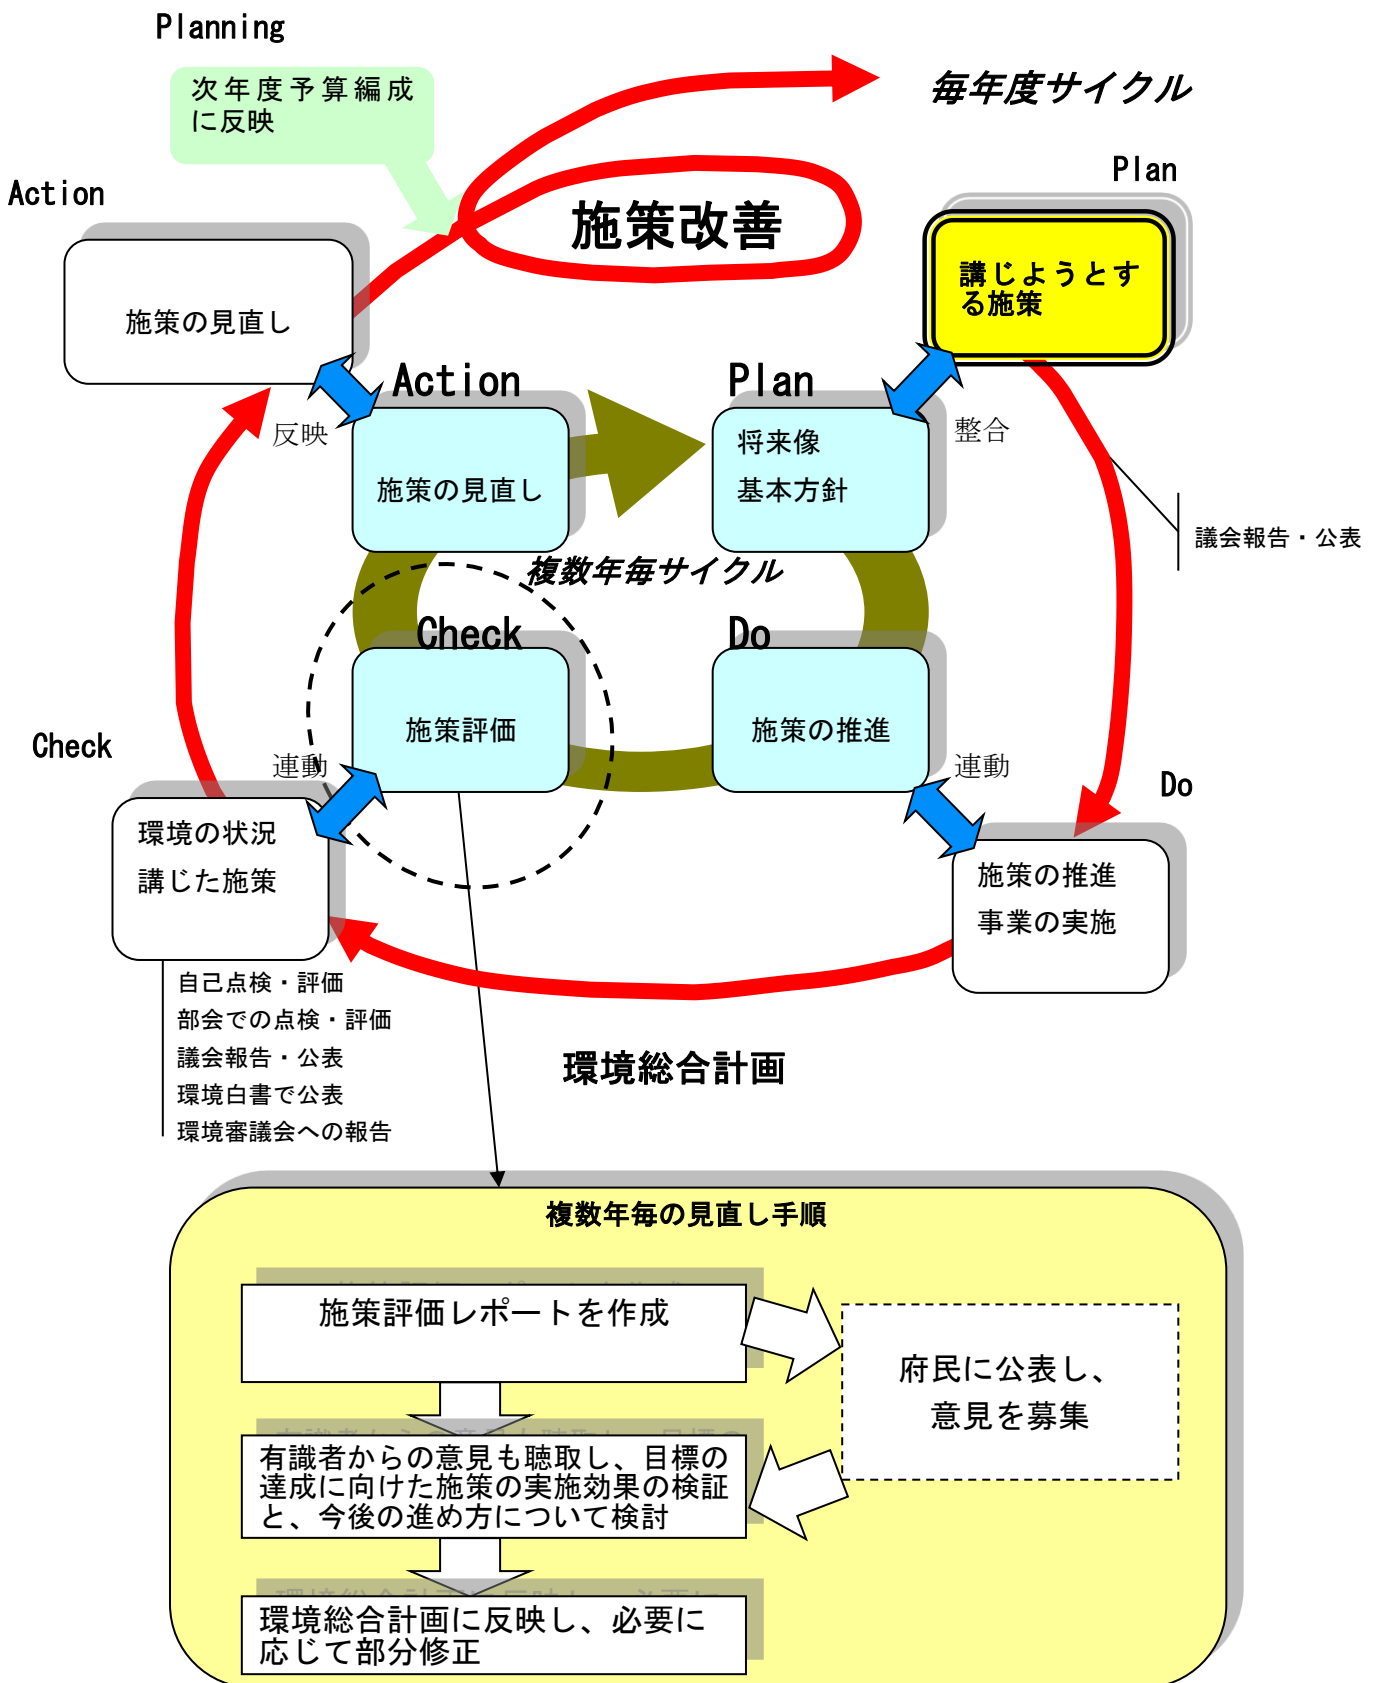 Planning
次年度予算編成
に反映
毎年度サイクル
Plan
Action
施策改善
講じようとす
る施策
施策の見直し
Action
Plan
反映
将来像
基本方針
整合
施策の見直し
議会報告・公表
複数年毎サイクル
Check
Do
施策評価
施策の推進
Check
連動
連動
Do
環境の状況
講じた施策
施策の推進
事業の実施
自己点検・評価
部会での点検・評価
議会報告・公表
環境白書で公表
環境審議会への報告
環境総合計画
複数年毎の見直し手順
施策評価レポートを作成
府民に公表し、
意見を募集
有識者からの意見も聴取し、目標の
達成に向けた施策の実施効果の検証
と、今後の進め方について検討
環境総合計画に反映し、必要に
応じて部分修正